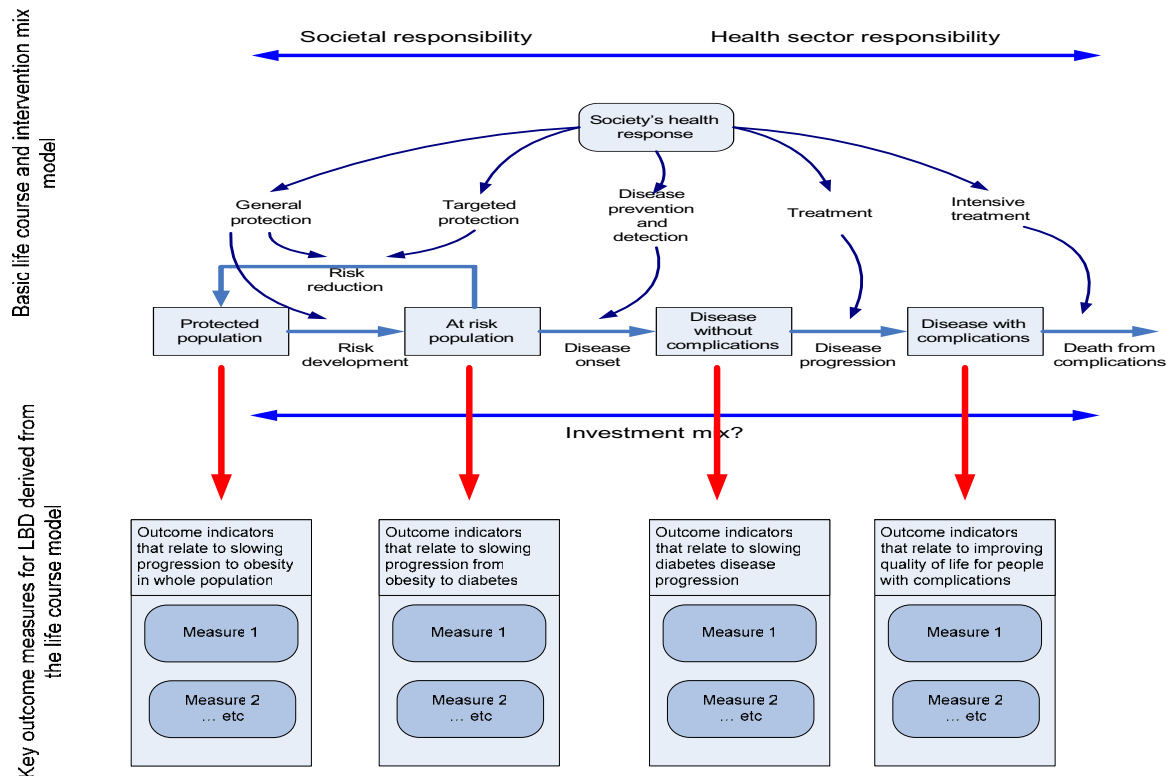 Basic life course and intervention mix
model
Societal responsibility
Health sector responsibility
Society's health
response
General
protection
Targeted
protection
Disease
prevention
and
detection
Treatment
Intensive
treatment
Risk
reduction
Protected
population
Risk
development
At risk
population
Disease
onset
Disease
without
complications
Disease
progression
Disease with
complications
Death from
complications
Investment mix?
Key outcome measures for LBD derived from
the life course model
Outcome indicators
that relate to slowing
progression to obesity
in whole population
Measure 1
Measure 2
... etc
Outcome indicators
that relate to slowing
progression from
obesity to diabetes
Measure 1
Measure 2
... etc
Outcome indicators
that relate to slowing
diabetes disease
progression
Measure 1
Measure 2
... etc
Outcome indicators
that relate to improving
quality of life for people
with complications
Measure 1
Measure 2
... etc